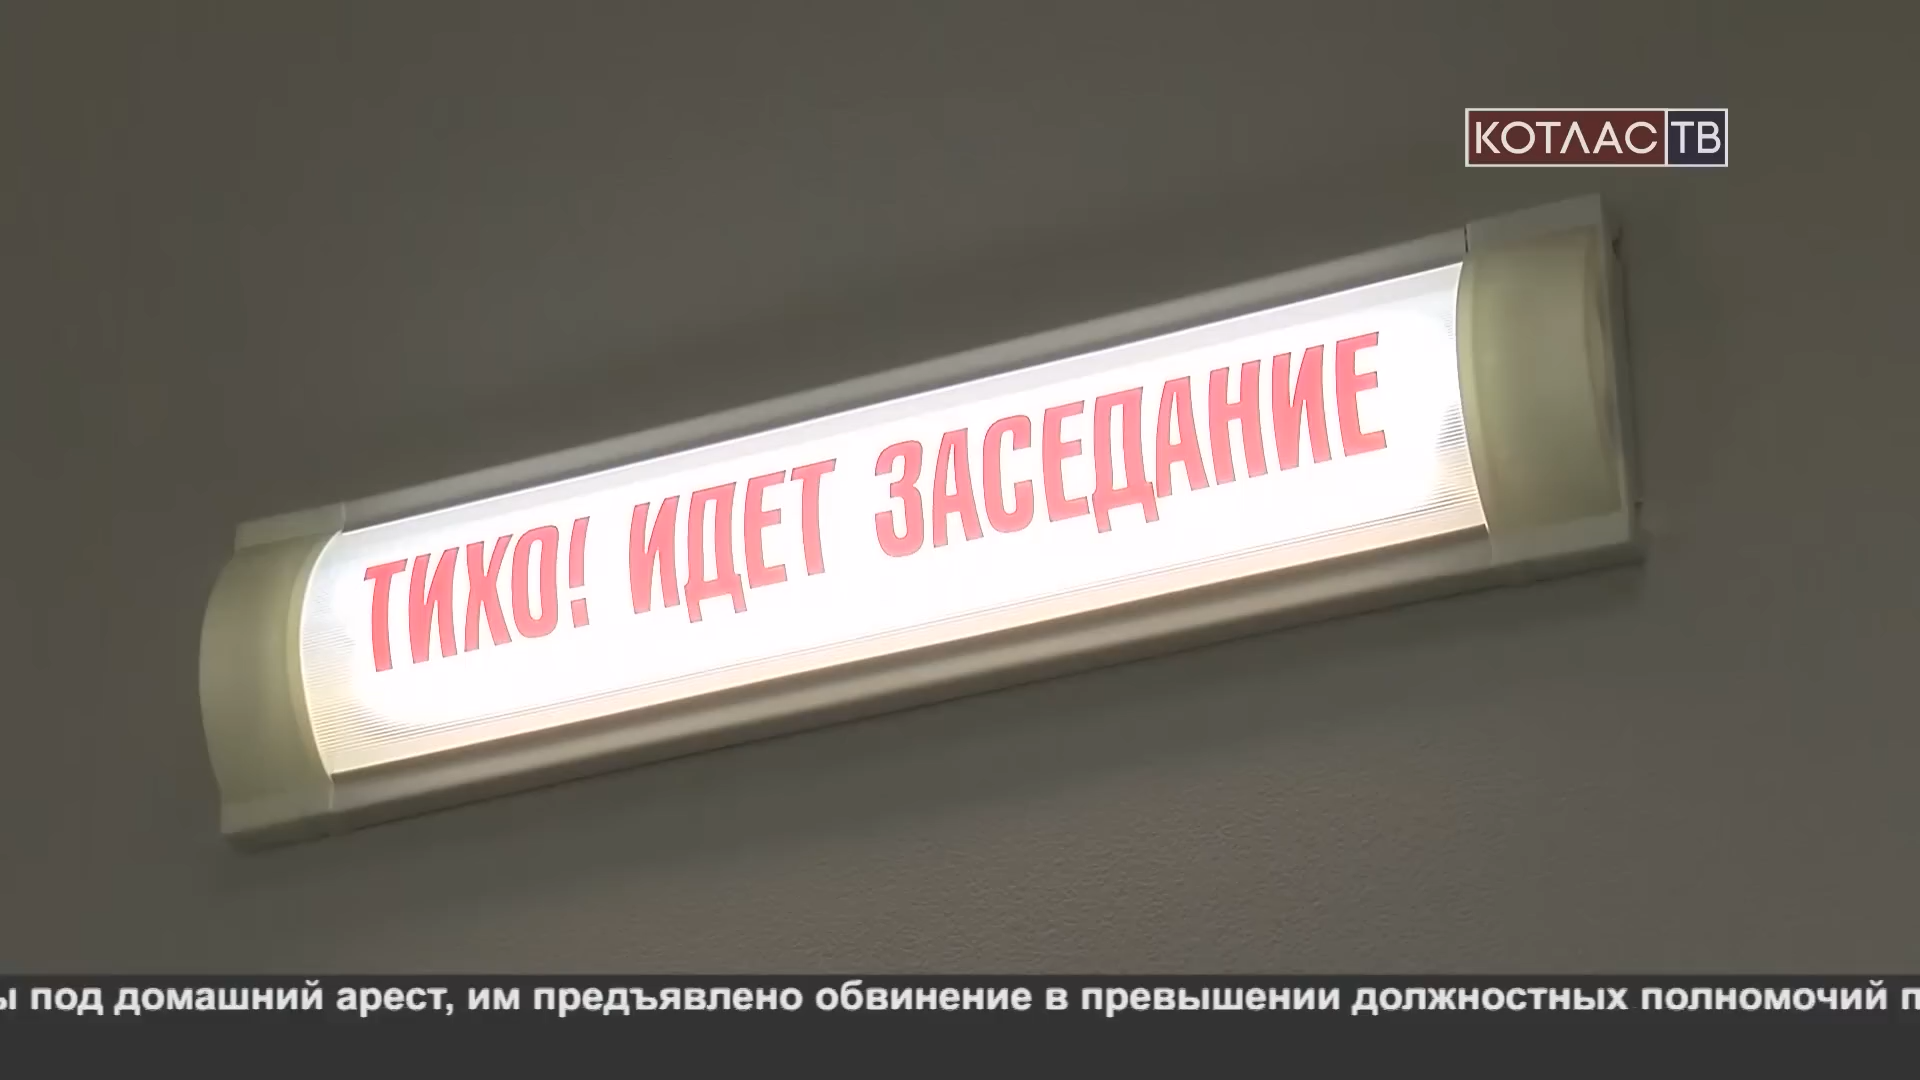 КОТЛАС ТВ
ТИХО! ИДЕТ ЗАСЕДАНИЕ
под домашний арест, им предъявлено обвинение в превышении должностных полномочий